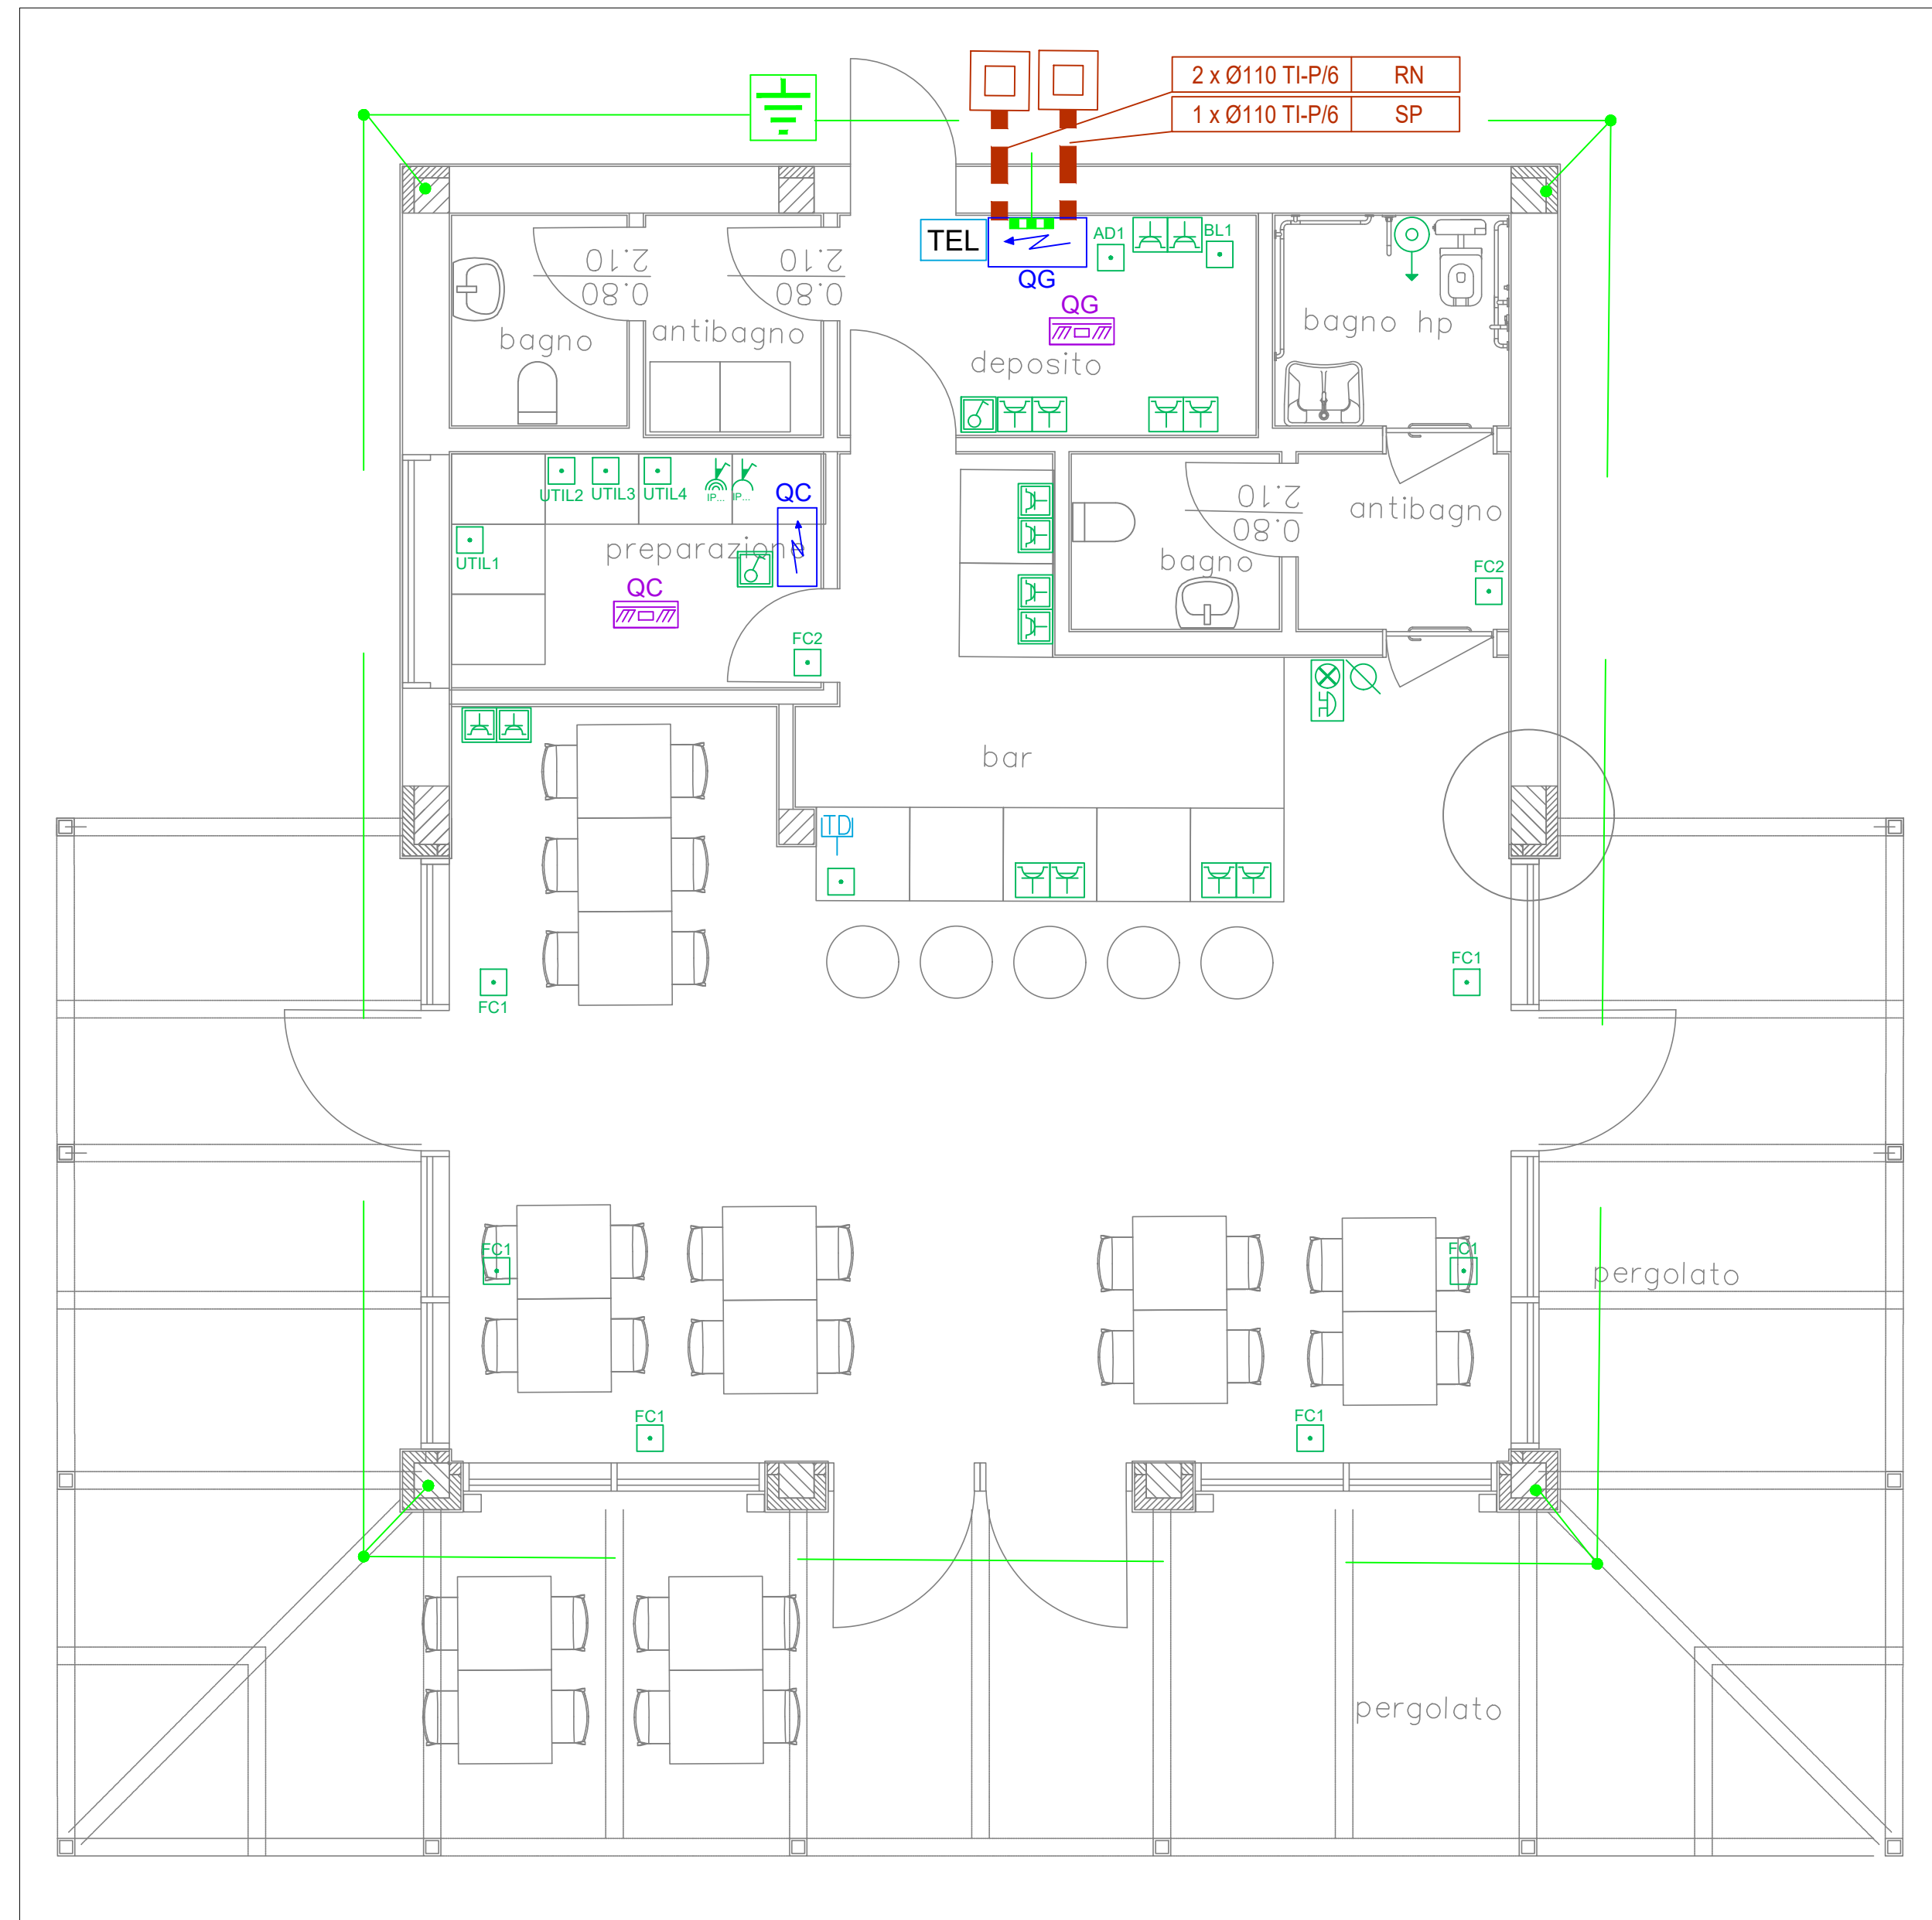 2 x Ø110 TI-P/6 RN
1 x Ø110 TI-P/6 SP
TEL
QG
AD1
BL1
QG
2.10
0.80
2.10
0.80
bagno
antibagno
deposito
bagno hp
UTIL2
UTIL3
UTIL4
IP...
IP...
QC
UTIL1
preparazione
QC
2.10
0.80
antibagno
bagno
FC2
FC2
bar
TD
FC1
FC1
FC1
FC1
pergolato
FC1
FC1
pergolato